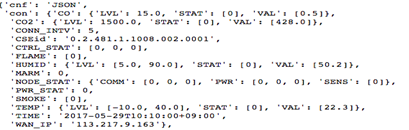 {'cnf': 'JSON',
'con': {'CO': {'LVL': 15.0, 'STAT': [0], 'VAL': [0.5]},
'CO2': {'LVL': 1500.0, 'STAT': [0], 'VAL': [428.0]},
'CONN_INTV': 5,
'CSEid': '0.2.481.1.1008.002.0001',
'CTRL_STAT': [0, 0, 0],
'FLAME': [0],
'HUMID': {'LVL': [5.0, 90.0], 'STAT': [0], 'VAL': [50.2]},
'MARM': 0,
'NODE_STAT': {'COMM': [0, 0, 0], 'PWR': [0, 0, 0], 'SENS': [0]},
'PWR_STAT': 0,
'SMOKE': [0],
'TEMP': {'LVL': [-10.0, 40.0], 'STAT': [0], 'VAL': [22.3]},
'TIME': '2017-05-29T10:10:00+09:00',
'WAN_IP': '113.217.9.163'},